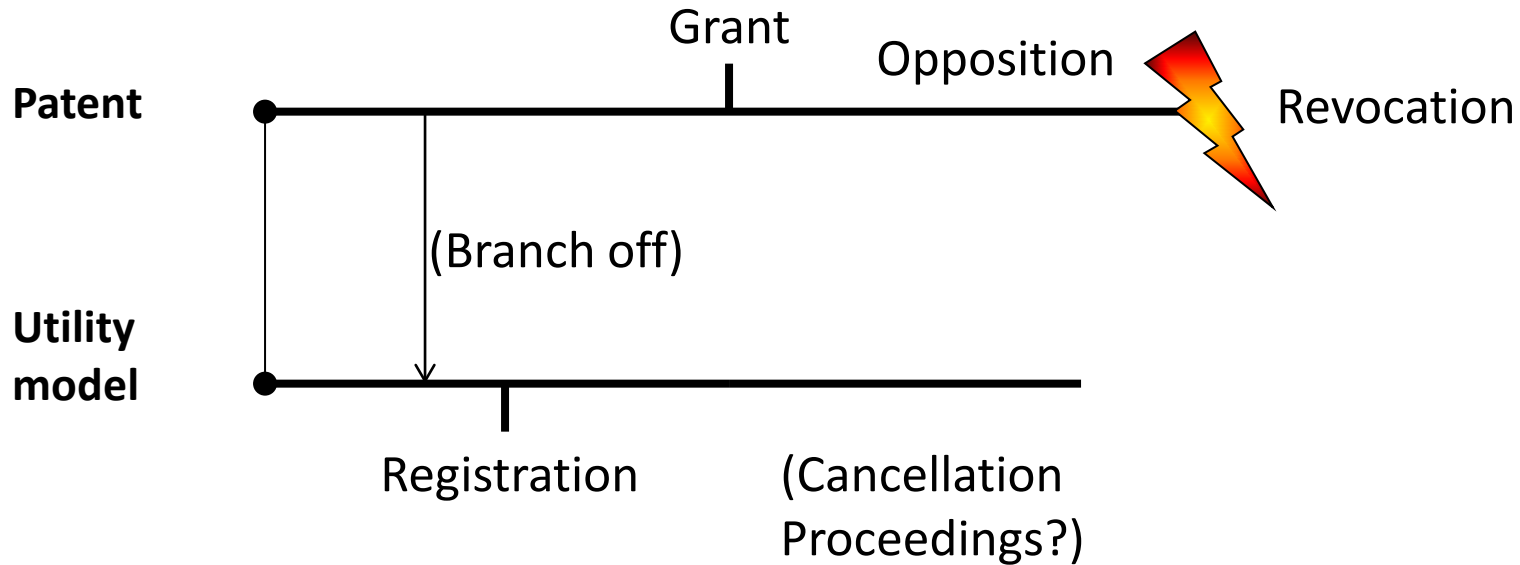 Grant
Opposition
Patent
Revocation
(Branch off)
Utility
model
Registration
(Cancellation
Proceedings?)